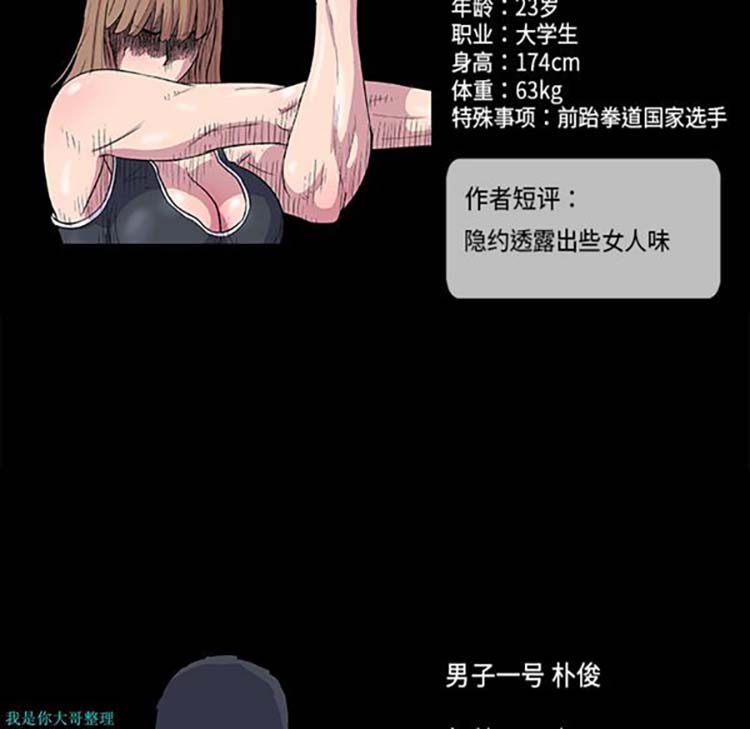 年龄：23岁
职业：大学生
身高：174cm
体重：63kg
特殊事项：前跆拳道国家选手
作者短评：
隐约透露出些女人味
男子一号 朴俊
我是你大哥整理